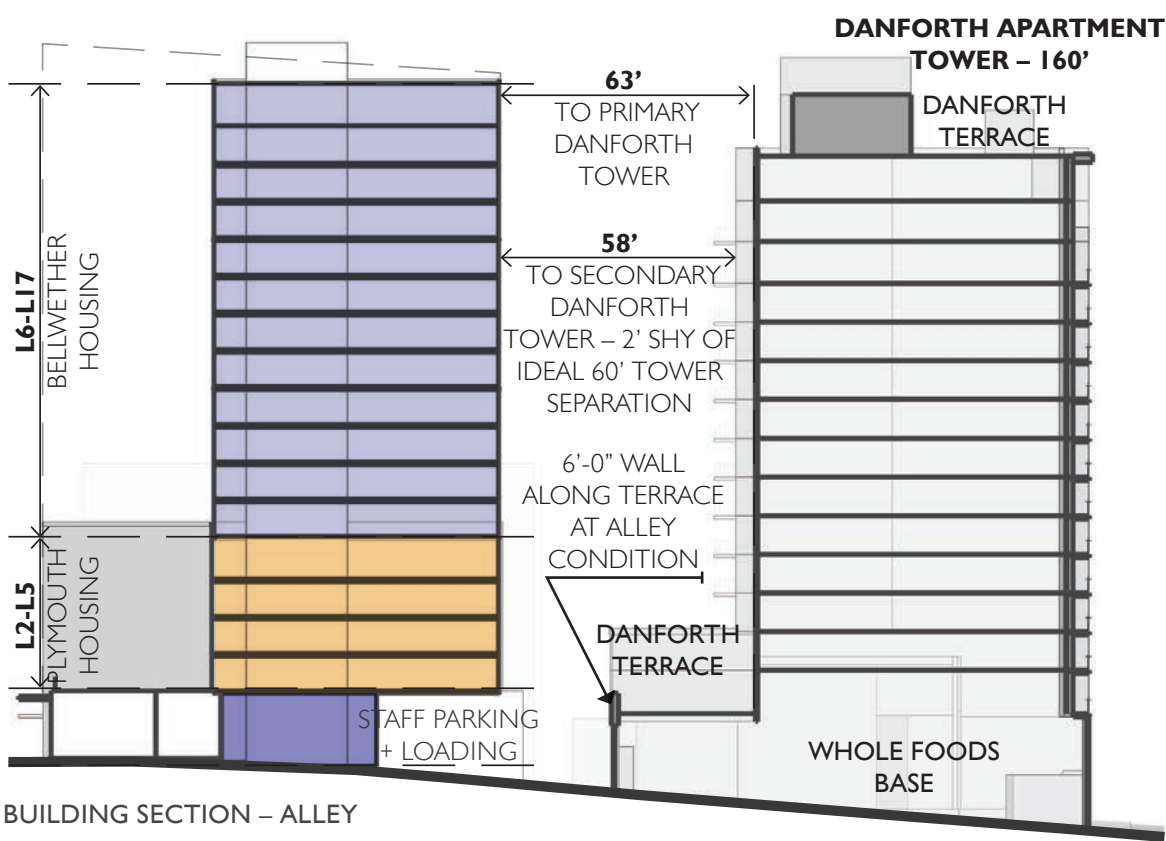 DANFORTH APARTMENT
TOWER – 160’
DANFORTH
TERRACE
63’
TO PRIMARY
DANFORTH
TOWER
58’
TO SECONDARY
DANFORTH
TOWER – 2’ SHY OF
IDEAL 60’ TOWER
SEPARATION
6’-0” WALL
ALONG TERRACE
AT ALLEY
CONDITION
L6-L17
BELLWETHER
HOUSING
L2-L5
PLYMOUTH
HOUSING
DANFORTH
TERRACE
STAFF PARKING
+ LOADING
WHOLE FOODS
BASE
BUILDING SECTION – ALLEY